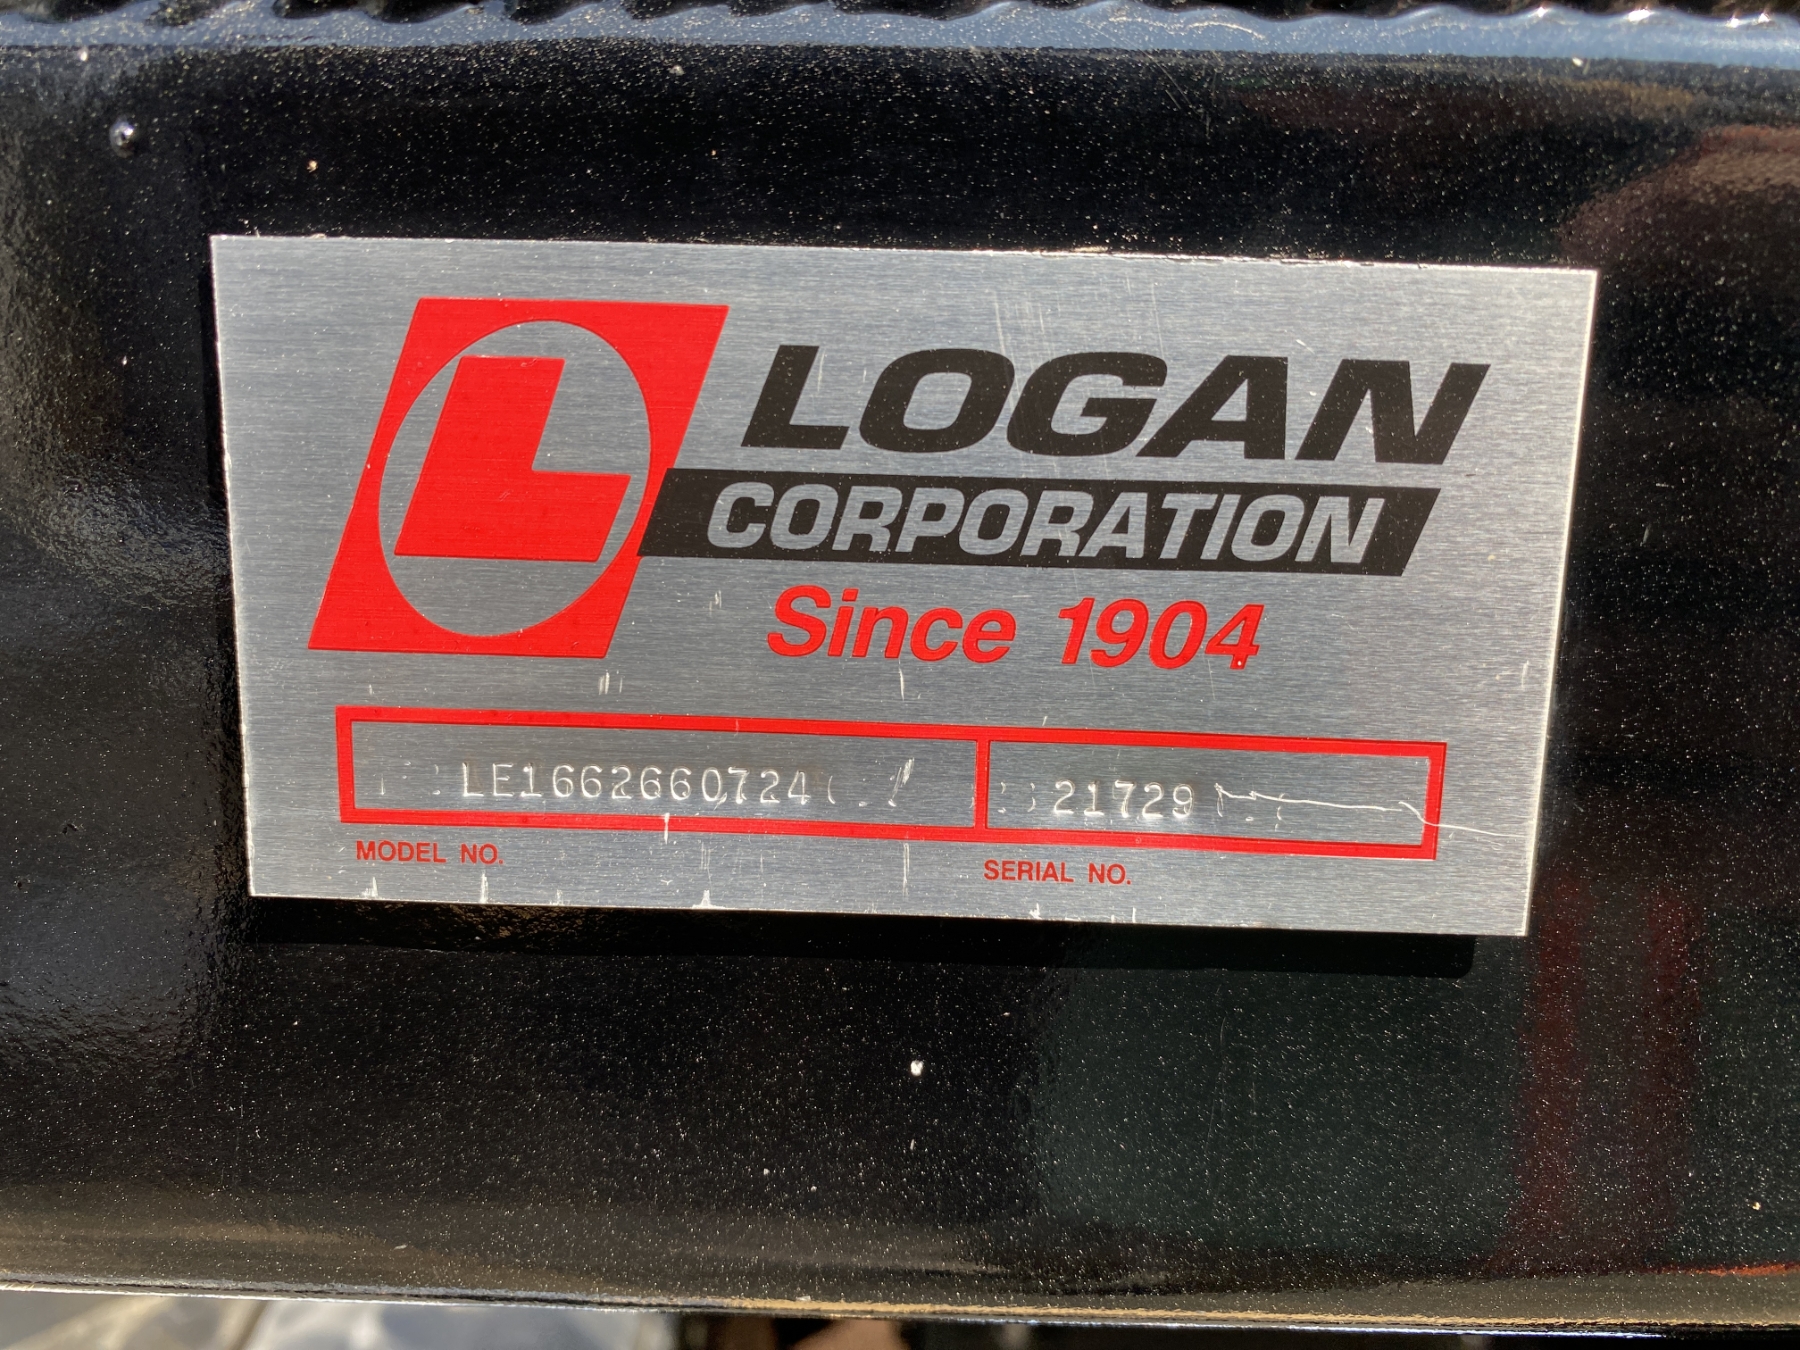 L LOGAN
CORPORATION
Since 1904
LE1662660724 21729
MODEL NO. SERIAL NO.